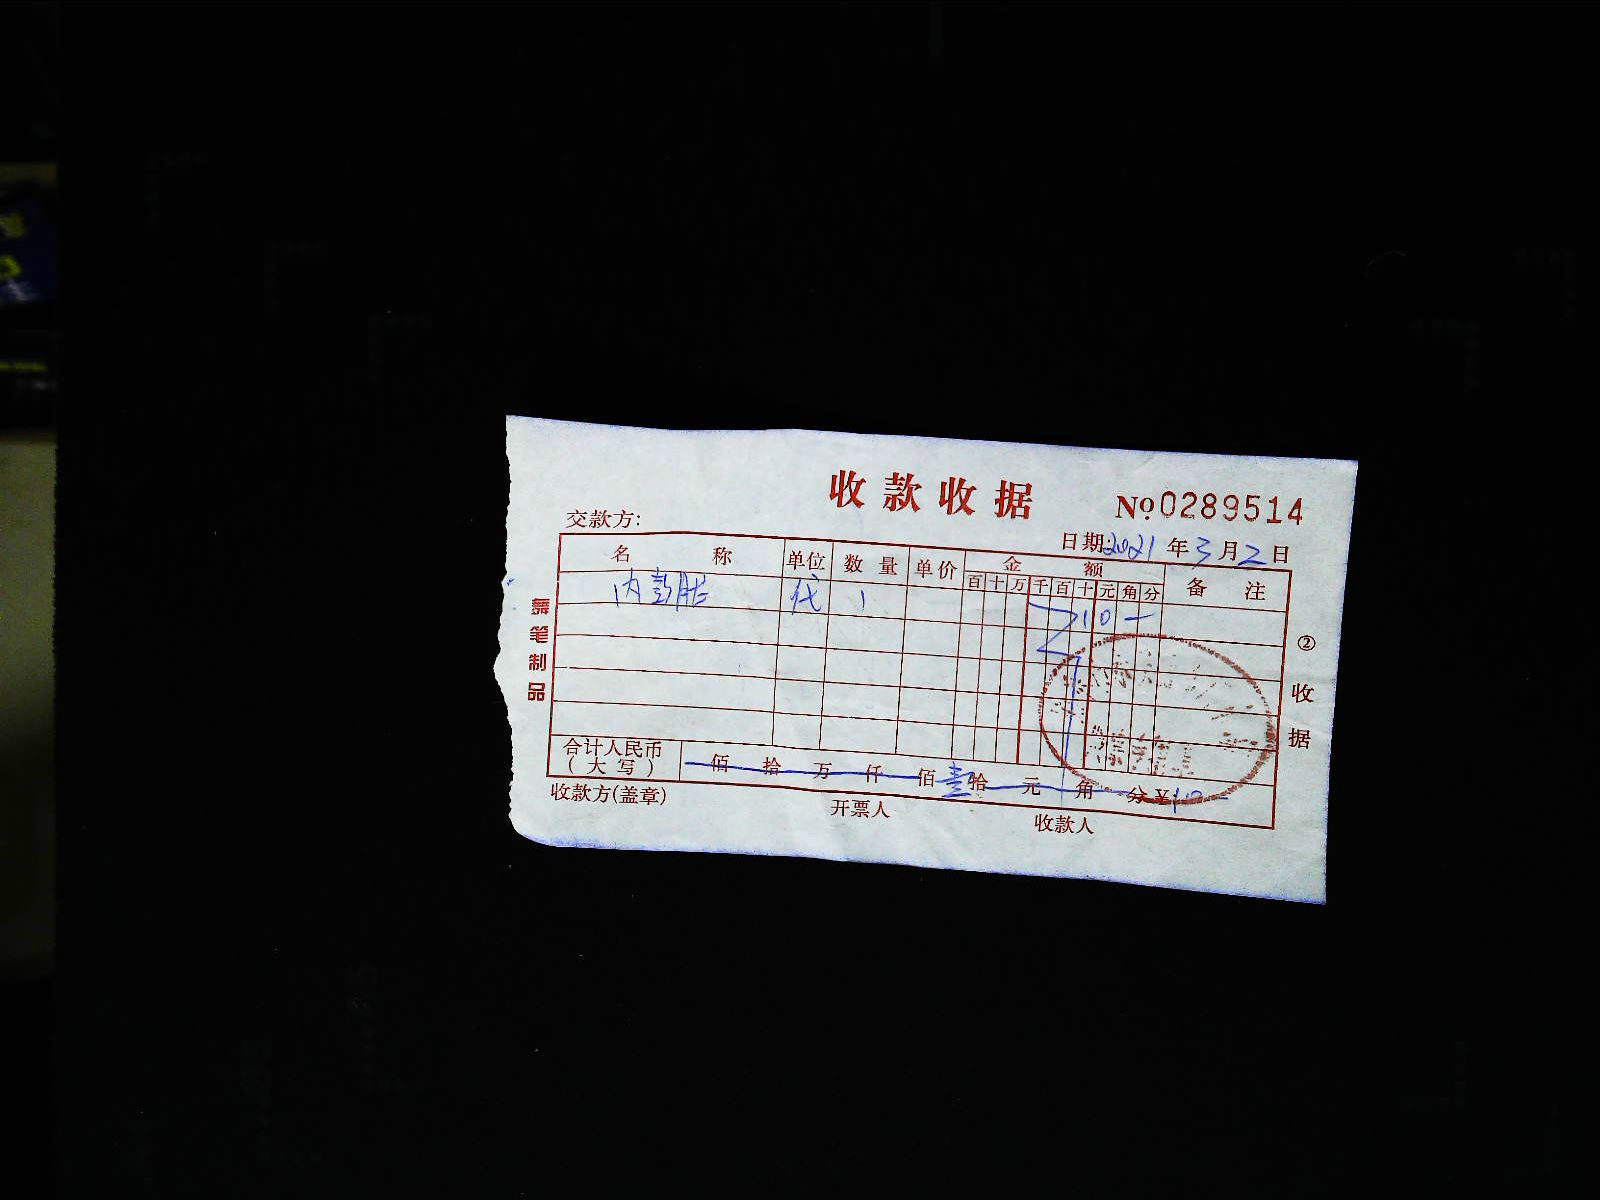 收款收据 No0289514
交款方: 日期:2021年3月2日
名称 单位 数量 单价 金额 备注
百 十 万 千 百 十 元 角 分
1 10—
合计人民币(大写) 佰 拾 万 仟 佰 壹拾 元 角 分 ¥10—
收款方(盖章) 开票人 收款人
舞笔制品
②收据